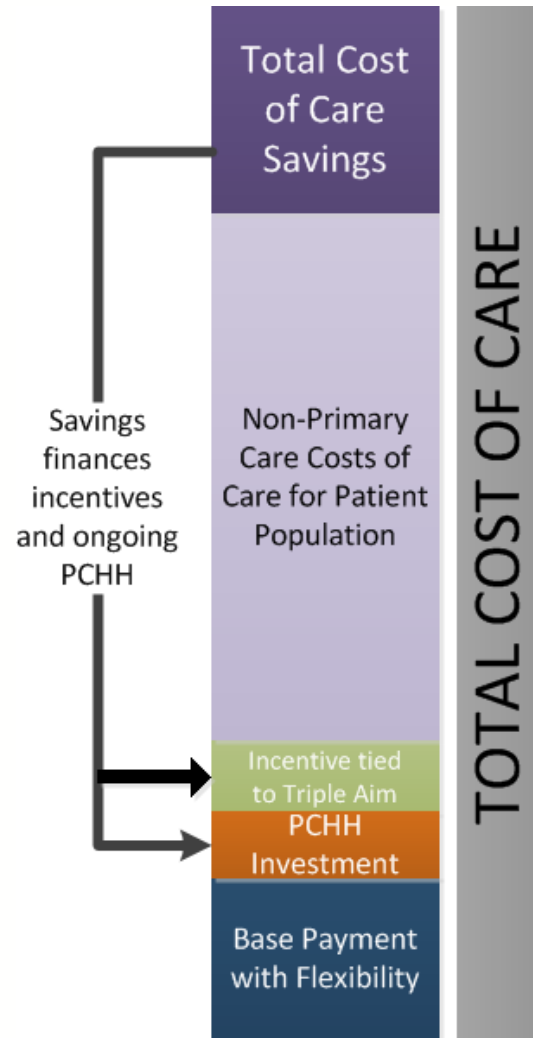 Total Cost
of Care
Savings
Savings
finances
incentives
and ongoing
PCHH
Non-Primary
Care Costs of
Care for Patient
Population
Incentive tied
to Triple Aim
PCHH
Investment
Base Payment
with Flexibility
TOTAL COST OF CARE